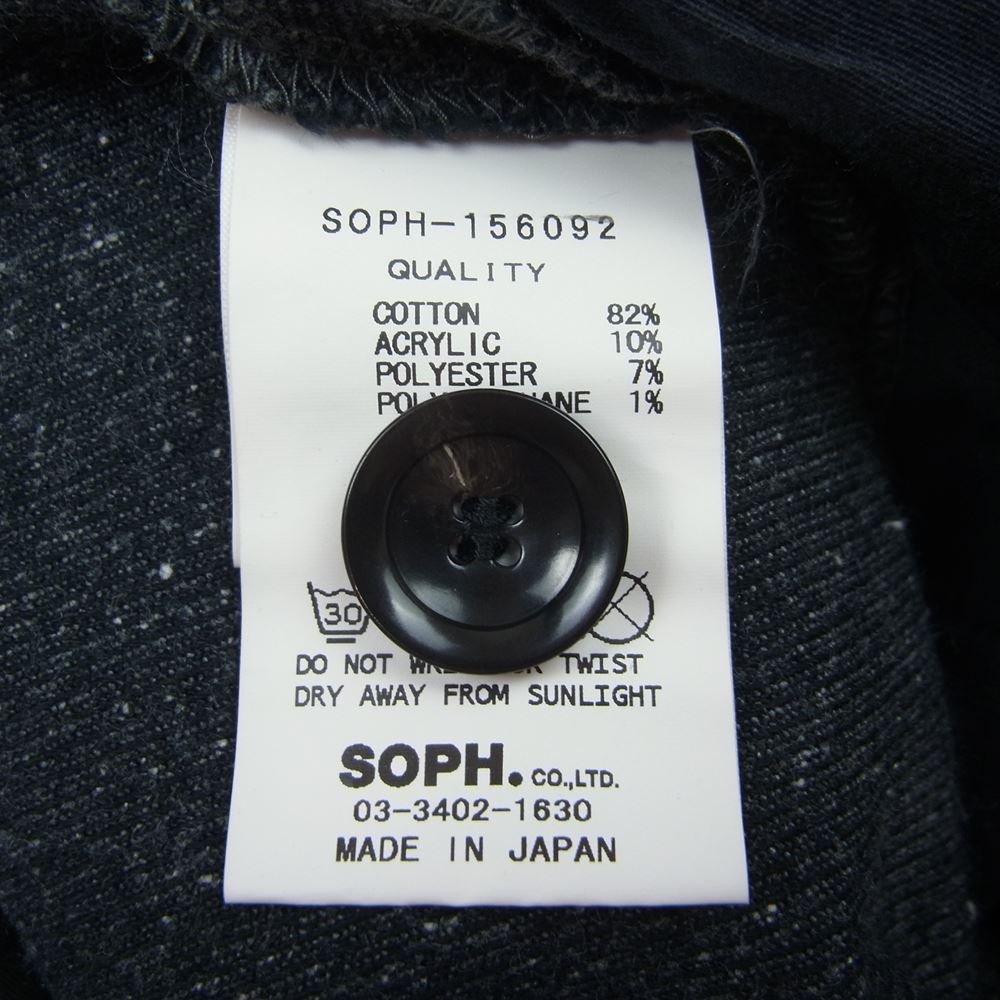 SOPH-156092
QUALITY
COTTON 82%
ACRYLIC 10%
POLYESTER 7%
1%
30
DO NOT TWIST
DRY AWAY FROM SUNLIGHT
SOPH. CO.,LTD.
03-3402-1630
MADE IN JAPAN